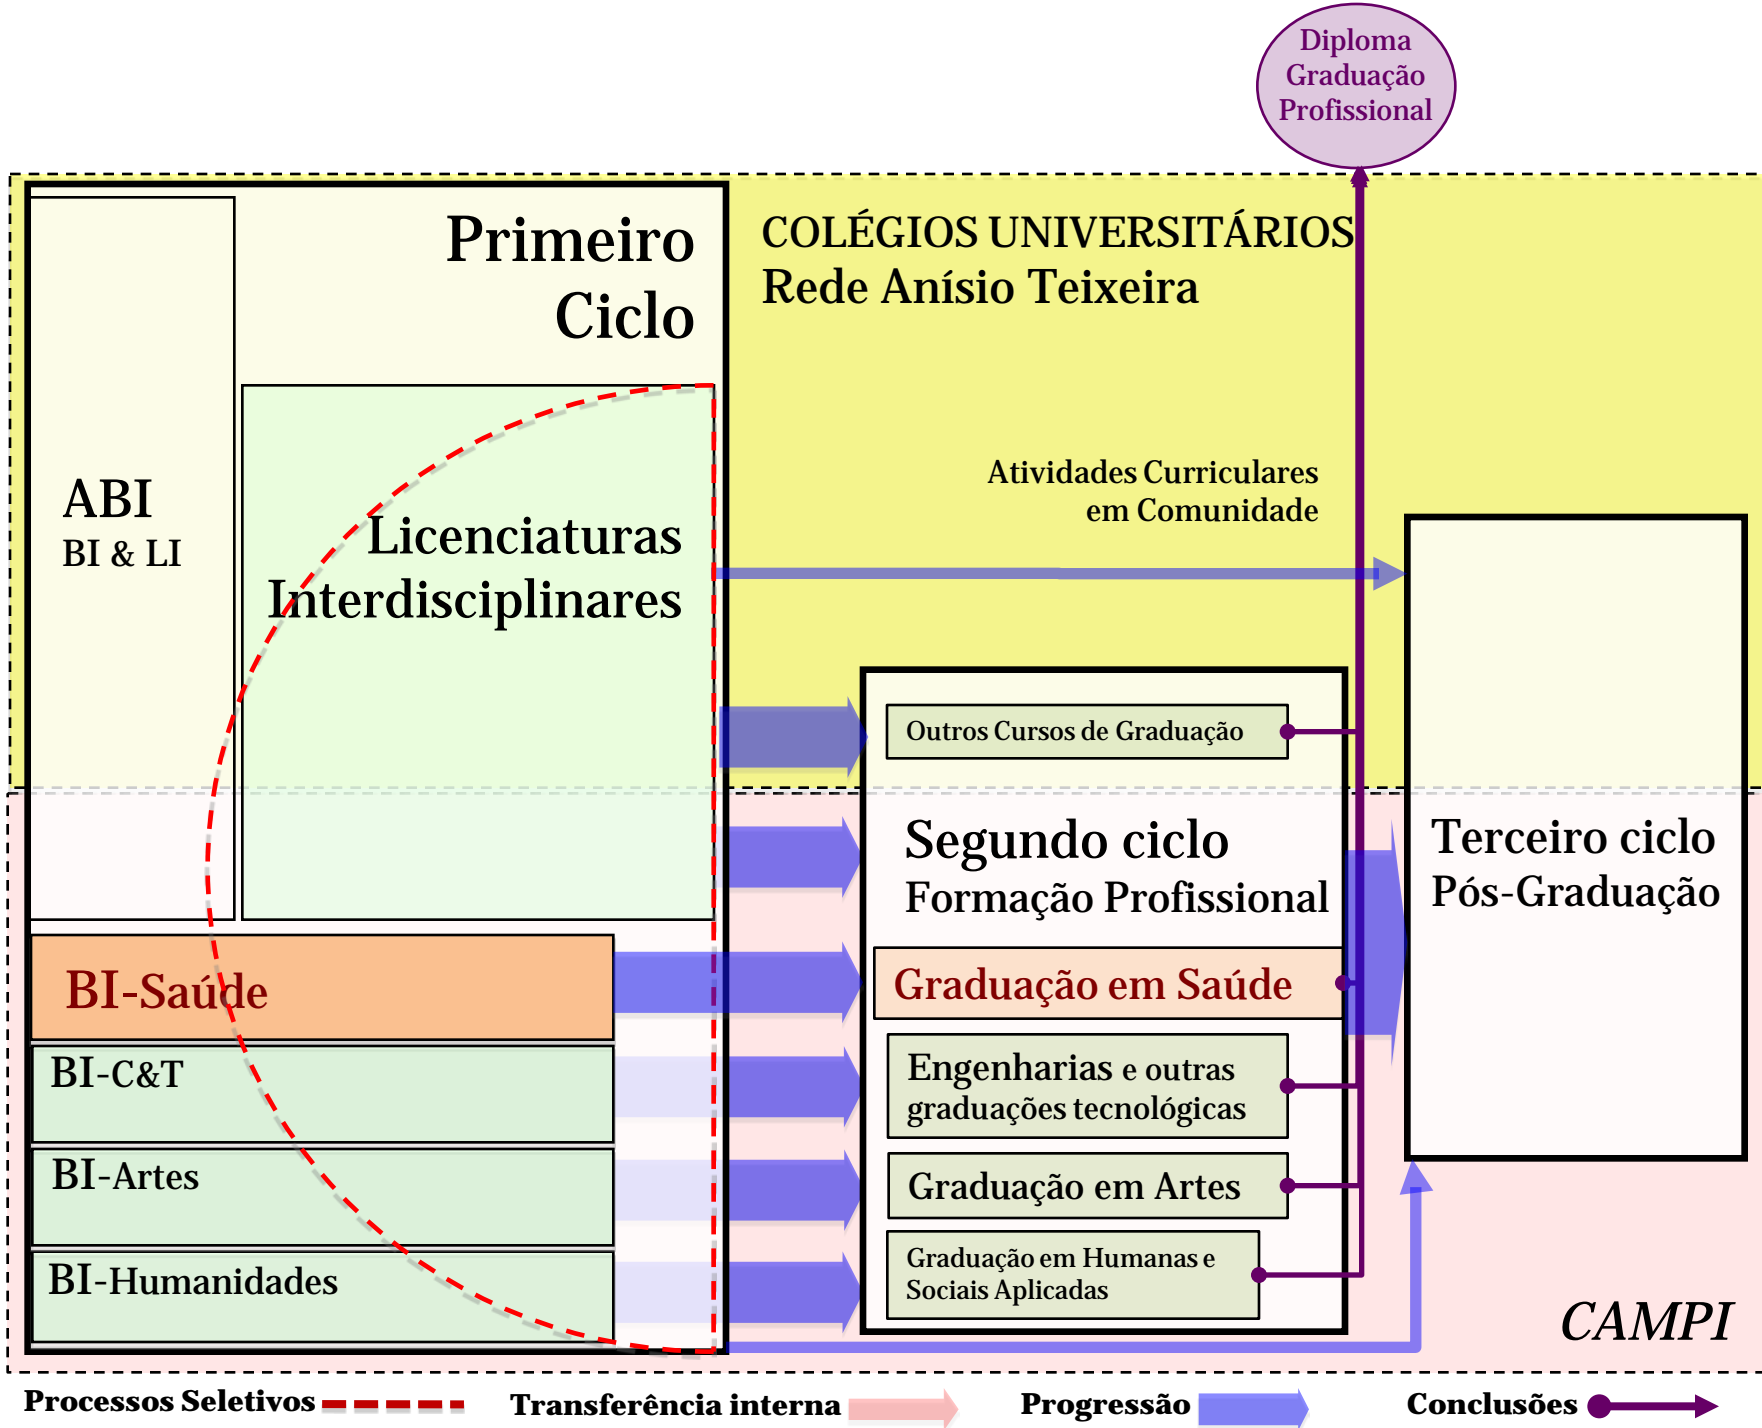 Diploma
Graduação
Profissional
Primeiro
Ciclo
COLÉGIOS UNIVERSITÁRIOS
Rede Anísio Teixeira
ABI
BI & LI
Licenciaturas
Interdisciplinares
Atividades Curriculares
em Comunidade
Outros Cursos de Graduação
Segundo ciclo
Formação Profissional
Terceiro ciclo
Pós-Graduação
BI-Saúde
Graduação em Saúde
BI-C&T
Engenharias e outras
graduações tecnológicas
BI-Artes
Graduação em Artes
BI-Humanidades
Graduação em Humanas e
Sociais Aplicadas
CAMPI
Processos Seletivos
Transferência interna
Progressão
Conclusões